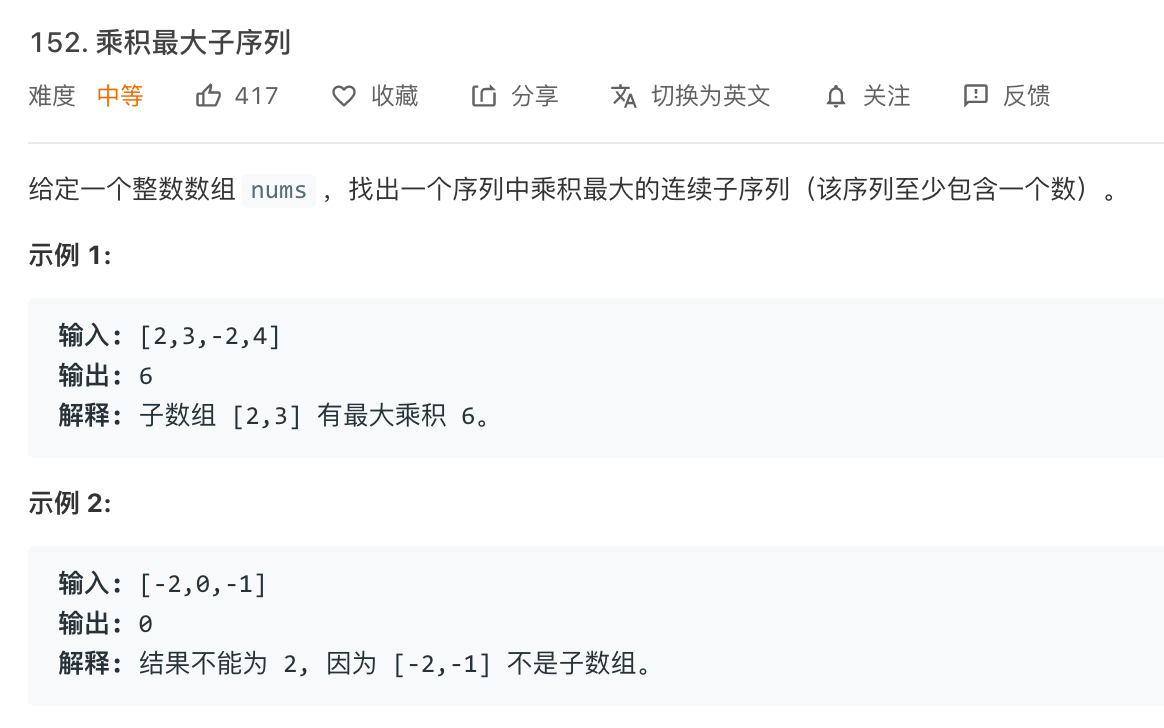 152. 乘积最大子序列
难度 中等 417 收藏 分享 切换为英文 关注 反馈
给定一个整数数组 nums ，找出一个序列中乘积最大的连续子序列（该序列至少包含一个数）。
示例 1:
输入: [2,3,-2,4]
输出: 6
解释: 子数组 [2,3] 有最大乘积 6。
示例 2:
输入: [-2,0,-1]
输出: 0
解释: 结果不能为 2, 因为 [-2,-1] 不是子数组。